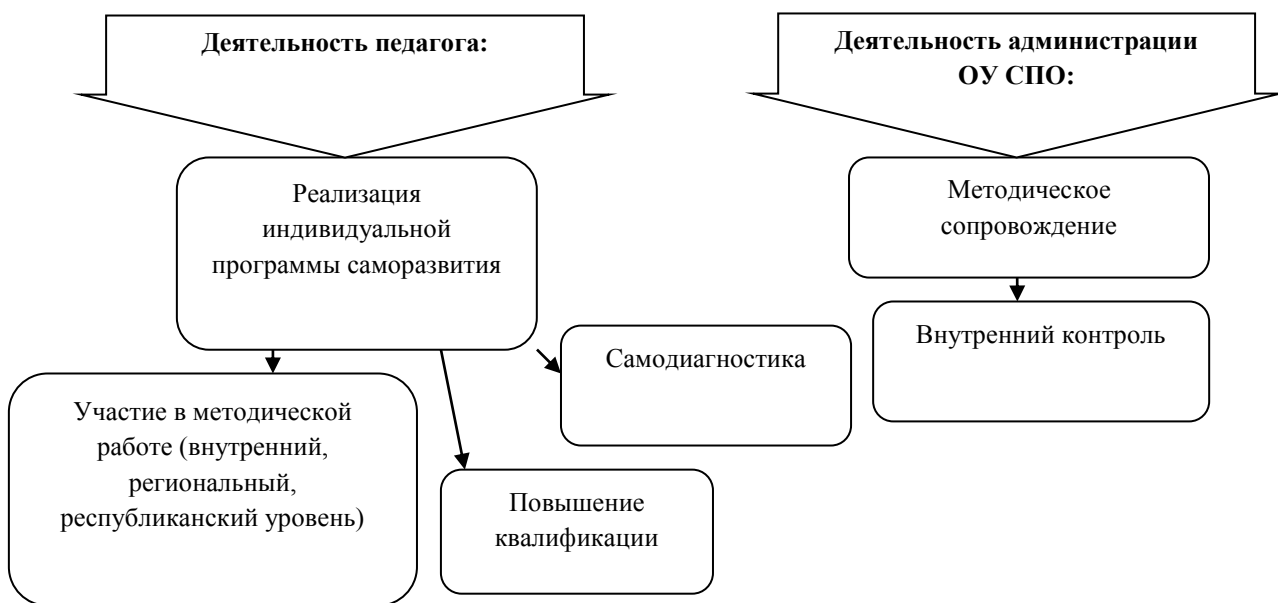 Деятельность педагога:
Деятельность администрации
ОУ СПО:
Реализация
индивидуальной
программы саморазвития
Методическое
сопровождение
Внутренний контроль
Самодиагностика
Участие в методической
работе (внутренний,
региональный,
республиканский уровень)
Повышение
квалификации